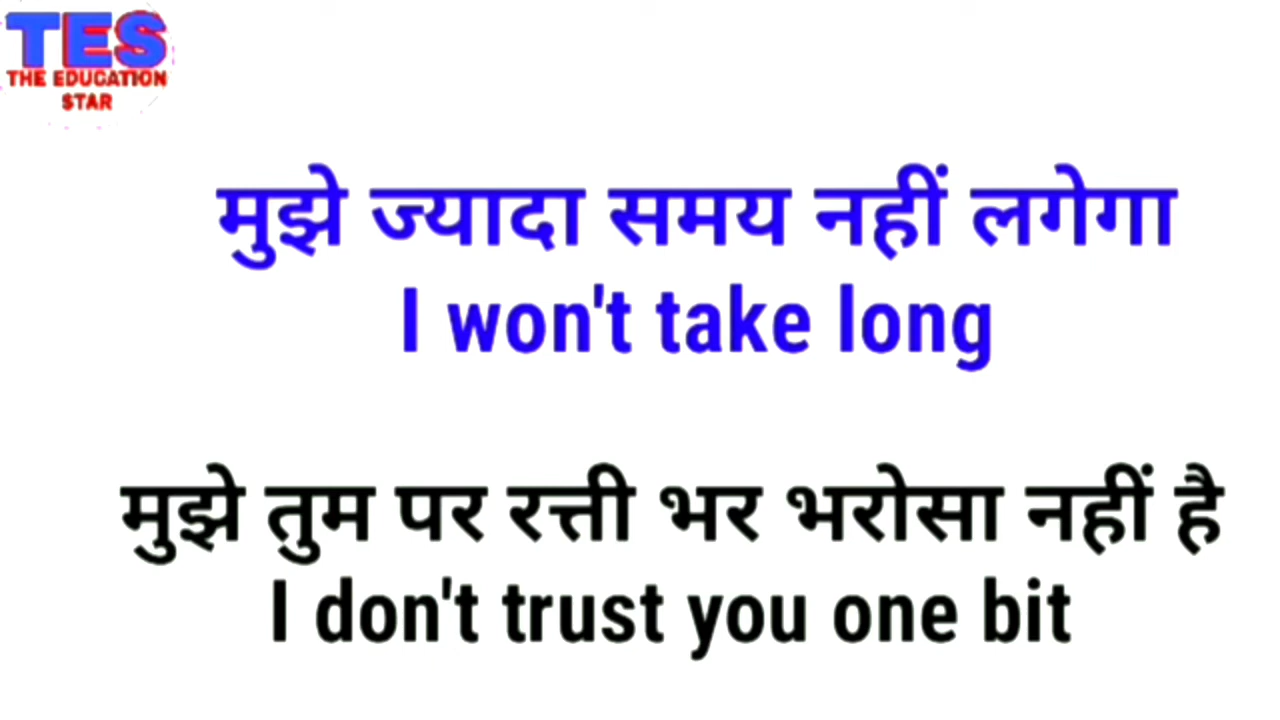 TES
THE EDUCATION
STAR
मुझे ज्यादा समय नहीं लगेगा
I won't take long
मुझे तुम पर रत्ती भर भरोसा नहीं है
I don't trust you one bit